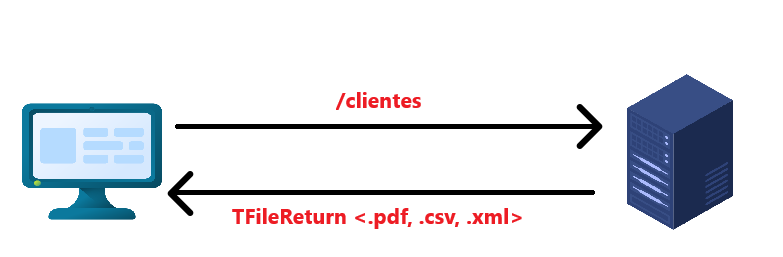 /clientes
TFileReturn <.pdf, .csv, .xml>